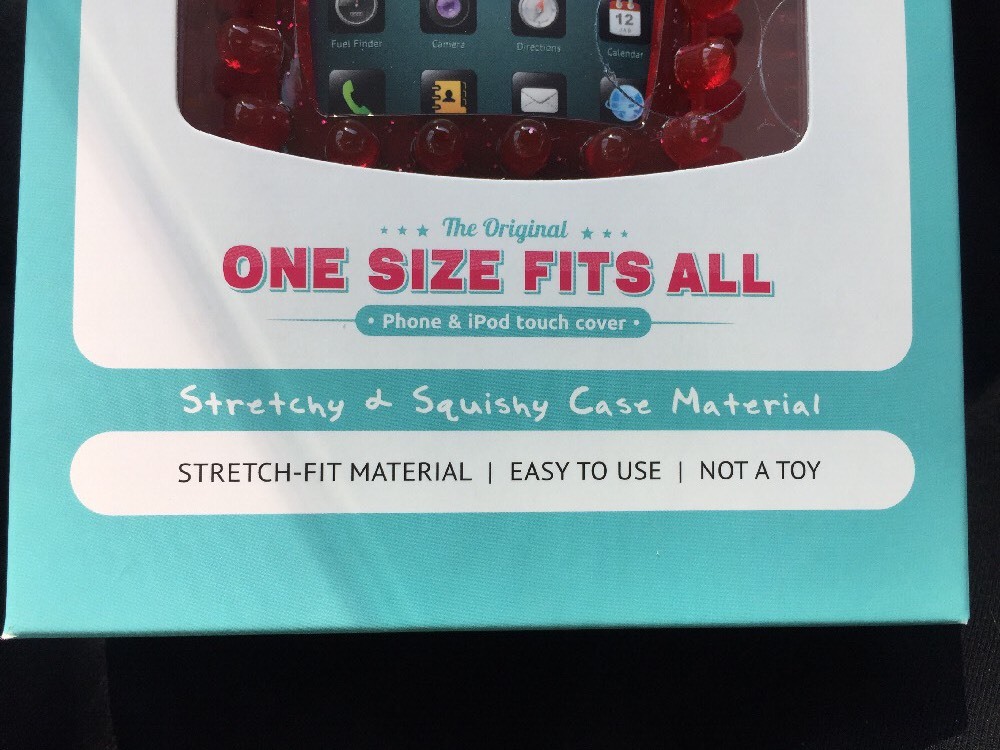 Fuel Finder Camera Directions Calendar
12
JAN
The Original
ONE SIZE FITS ALL
• Phone & iPod touch cover •
Stretchy & Squishy Case Material
STRETCH-FIT MATERIAL | EASY TO USE | NOT A TOY